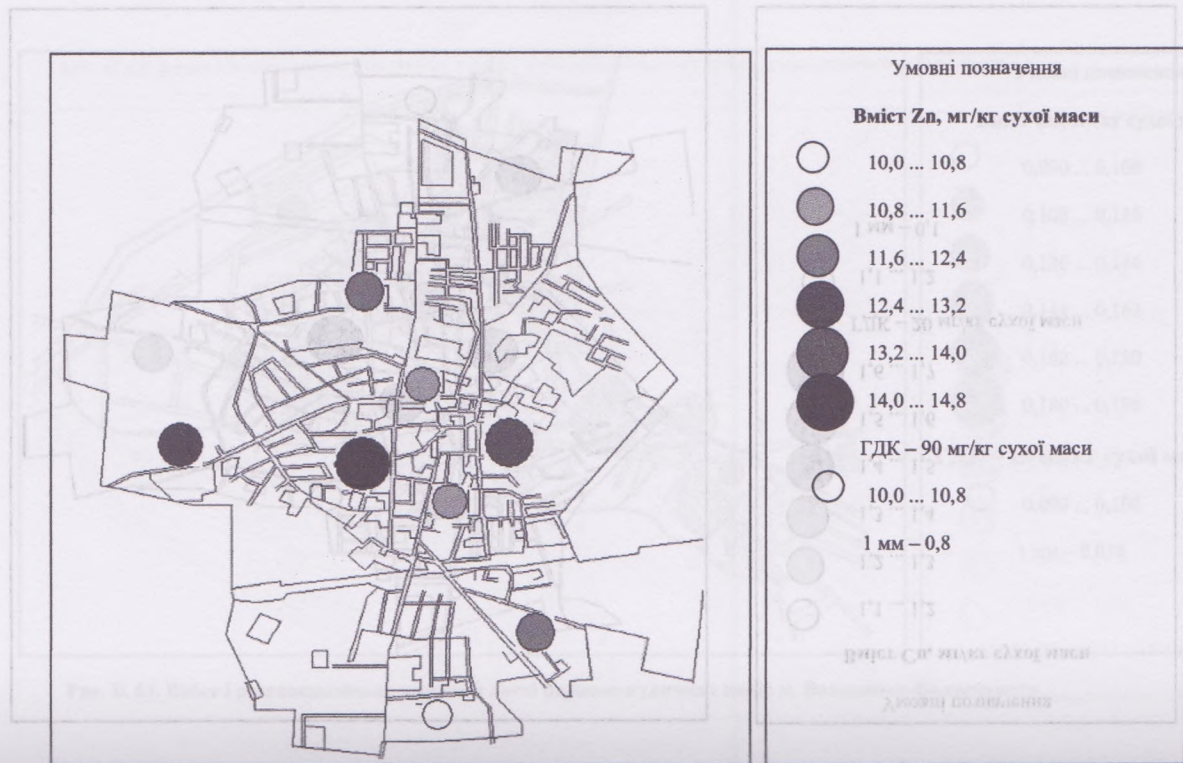 Умовні позначення
Вміст Zn, мг/кг сухої маси
10,0 ... 10,8
10,8 ... 11,6
11,6 ... 12,4
12,4 ... 13,2
13,2 ... 14,0
14,0 ... 14,8
ГДК – 90 мг/кг сухої маси
10,0 ... 10,8
1 мм – 0,8